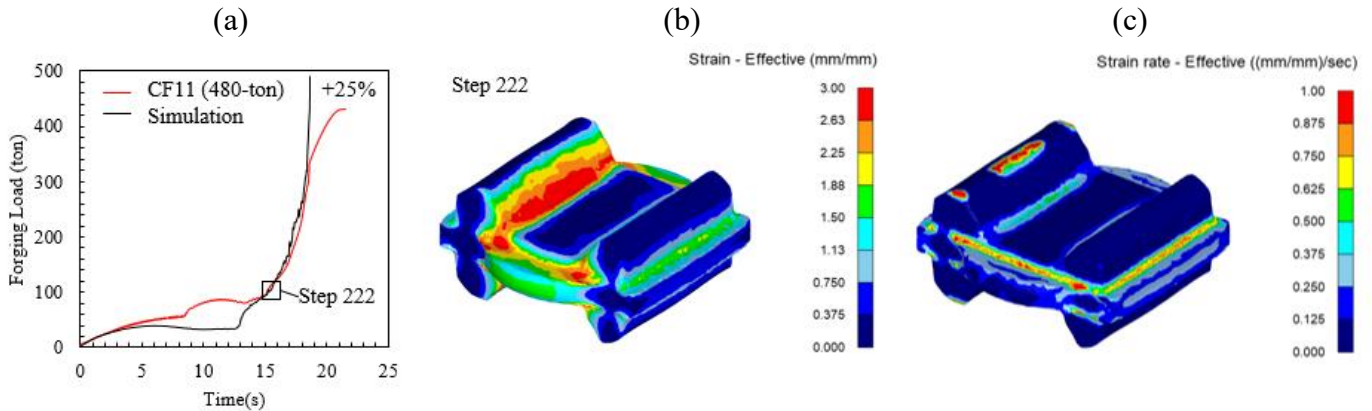 (a)
500
400
300
200
100
0
Forging Load (ton)
CF11 (480-ton)
Simulation
+25%
Step 222
0 5 10 15 20 25
Time(s)
(b)
Step 222
Strain - Effective (mm/mm)
3.00
2.63
2.25
1.88
1.50
1.13
0.750
0.375
0.000
(c)
Strain rate - Effective ((mm/mm)/sec)
1.00
0.875
0.750
0.625
0.500
0.375
0.250
0.125
0.000